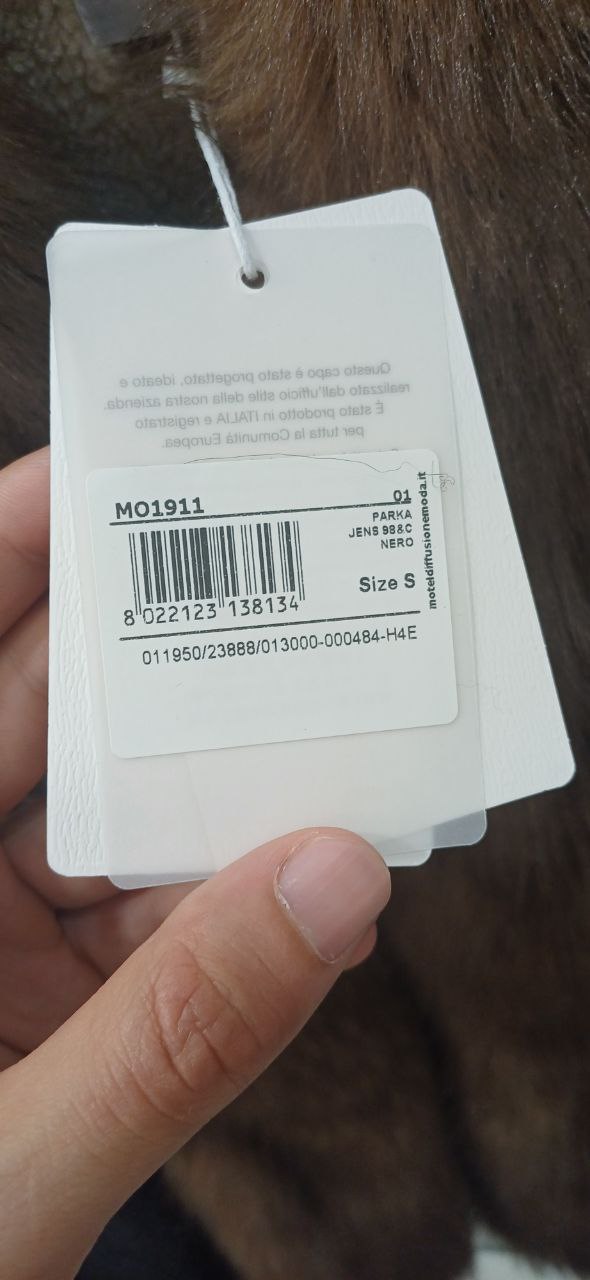 Questo capo è stato progettato, ideato e
realizzato dall'ufficio stile della nostra azienda.
È stato prodotto in ITALIA e registrato
per tutta la Comunità Europea.
MO1911
01
PARKA
JENS 98&C
NERO
Size S
8 022123 138134
011950/23888/013000-000484-H4E
moteldiffusionemoda.it